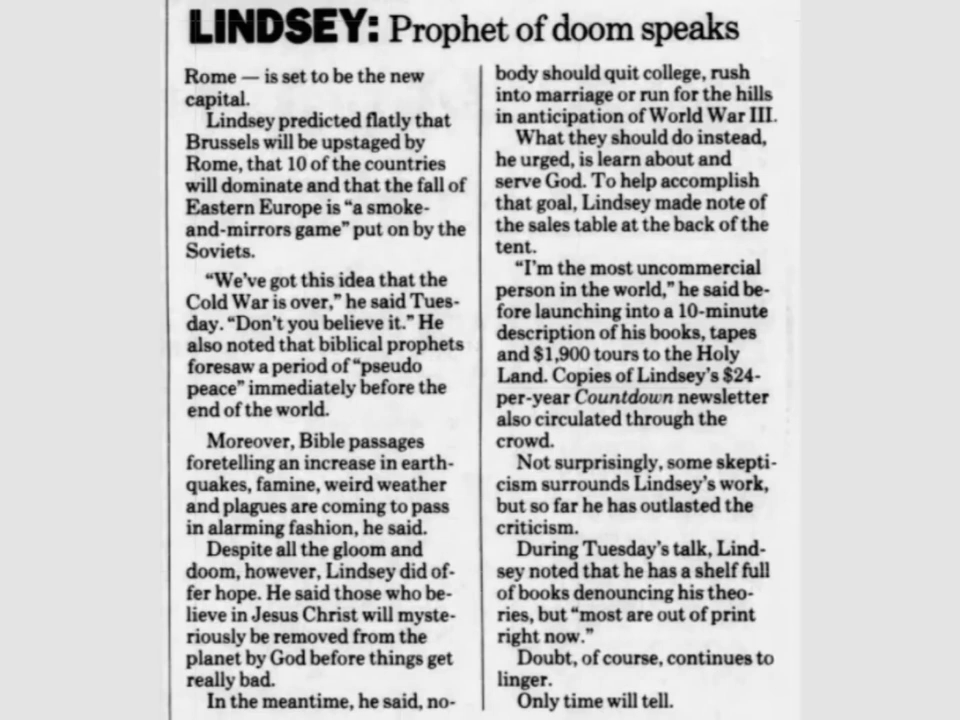 LINDSEY: Prophet of doom speaks
Rome — is set to be the new
capital.
Lindsey predicted flatly that
Brussels will be upstaged by
Rome, that 10 of the countries
will dominate and that the fall of
Eastern Europe is “a smoke-
and-mirrors game” put on by the
Soviets.
“We’ve got this idea that the
Cold War is over,” he said Tues-
day. “Don’t you believe it.” He
also noted that biblical prophets
foresaw a period of “pseudo
peace” immediately before the
end of the world.
Moreover, Bible passages
foretelling an increase in earth-
quakes, famine, weird weather
and plagues are coming to pass
in alarming fashion, he said.
Despite all the gloom and
doom, however, Lindsey did of-
fer hope. He said those who be-
lieve in Jesus Christ will myste-
riously be removed from the
planet by God before things get
really bad.
In the meantime, he said, no-
body should quit college, rush
into marriage or run for the hills
in anticipation of World War III.
What they should do instead,
he urged, is learn about and
serve God. To help accomplish
that goal, Lindsey made note of
the sales table at the back of the
tent.
“I’m the most uncommercial
person in the world,” he said be-
fore launching into a 10-minute
description of his books, tapes
and $1,900 tours to the Holy
Land. Copies of Lindsey’s $24-
per-year Countdown newsletter
also circulated through the
crowd.
Not surprisingly, some skepti-
cism surrounds Lindsey’s work,
but so far he has outlasted the
criticism.
During Tuesday’s talk, Lind-
sey noted that he has a shelf full
of books denouncing his theo-
ries, but “most are out of print
right now.”
Doubt, of course, continues to
linger.
Only time will tell.